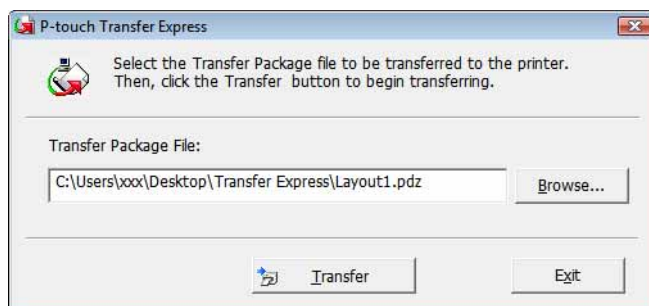 P-touch Transfer Express
Select the Transfer Package file to be transferred to the printer.
Then, click the Transfer button to begin transferring.
Transfer Package File:
C:\Users\xxx\Desktop\Transfer Express\Layout1.pdz
Browse...
Transfer
Exit